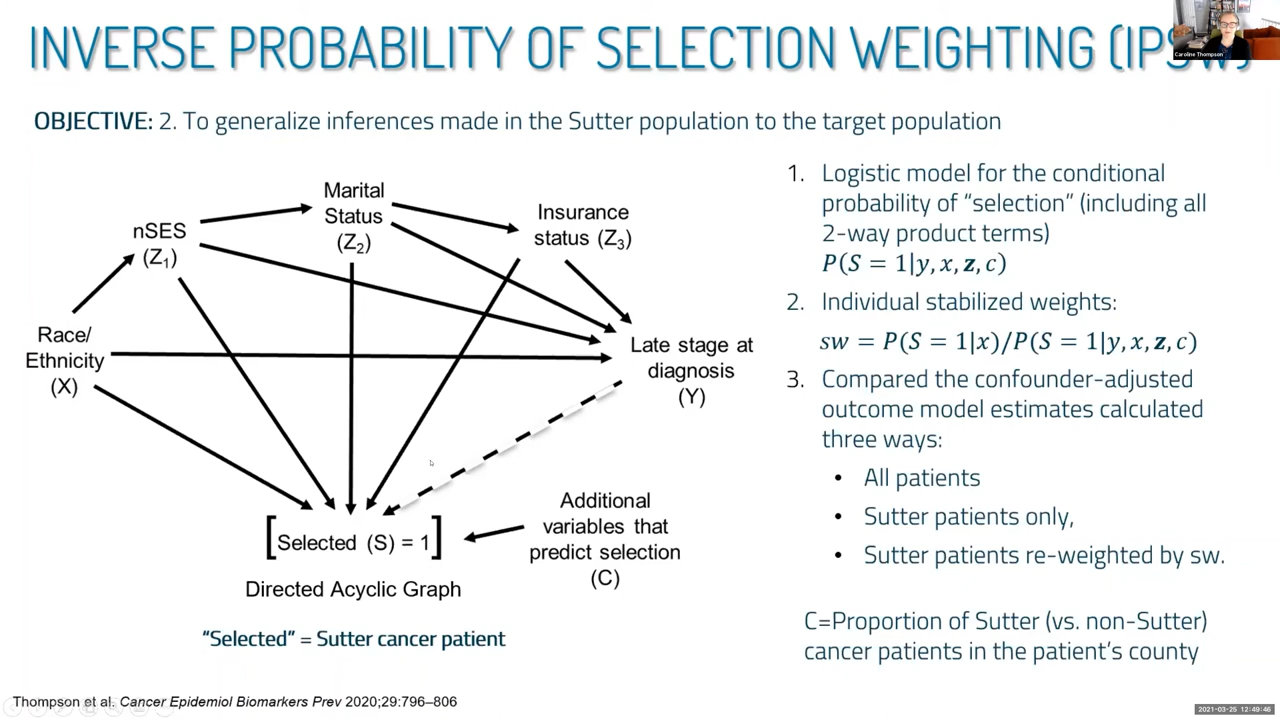 INVERSE PROBABILITY OF SELECTION WEIGHTING (IPSW)
Caroline Thompson
OBJECTIVE: 2. To generalize inferences made in the Sutter population to the target population
Marital
Status
(Z₂)
nSES
(Z₁)
Insurance
status (Z₃)
Race/
Ethnicity
(X)
Late stage at
diagnosis
(Y)
[Selected (S) = 1]
Additional
variables that
predict selection
(C)
Directed Acyclic Graph
"Selected" = Sutter cancer patient
1. Logistic model for the conditional
probability of "selection" (including all
2-way product terms)
P(S = 1|y, x, z, c)
2. Individual stabilized weights:
sw = P(S = 1|x)/P(S = 1|y, x, z, c)
3. Compared the confounder-adjusted
outcome model estimates calculated
three ways:
• All patients
• Sutter patients only,
• Sutter patients re-weighted by sw.
C=Proportion of Sutter (vs. non-Sutter)
cancer patients in the patient's county
Thompson et al. Cancer Epidemiol Biomarkers Prev 2020;29:796–806
2021-03-25 12:49:46